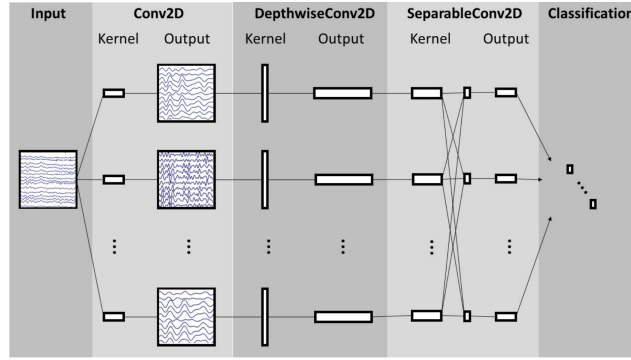 Input Conv2D DepthwiseConv2D SeparableConv2D Classification
Kernel Output Kernel Output Kernel Output